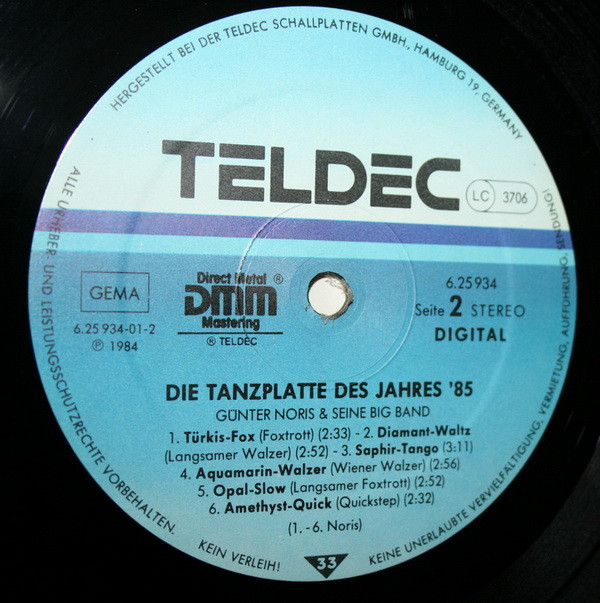 HERGESTELLT BEI DER TELDEC SCHALLPLATTEN GMBH., HAMBURG 19, GERMANY
TELDEC
LC 3706
GEMA
6.25 934-01-2
℗ 1984
Direct Metal ®
DMM
Mastering
® TELDEC
6.25 934
Seite 2 STEREO
DIGITAL
DIE TANZPLATTE DES JAHRES '85
GÜNTER NORIS & SEINE BIG BAND
1. Türkis-Fox (Foxtrott) (2:33) - 2. Diamant-Waltz
(Langsamer Walzer) (2:52) - 3. Saphir-Tango (3:11)
4. Aquamarin-Walzer (Wiener Walzer) (2:56)
5. Opal-Slow (Langsamer Foxtrott) (2:52)
6. Amethyst-Quick (Quickstep) (2:32)
(1.-6. Noris)
33
ALLE URHEBER- UND LEISTUNGSSCHUTZRECHTE VORBEHALTEN.
KEIN VERLEIH!
KEINE UNERLAUBTE VERVIELFÄLTIGUNG, VERMIETUNG, AUFFÜHRUNG, SENDUNG!